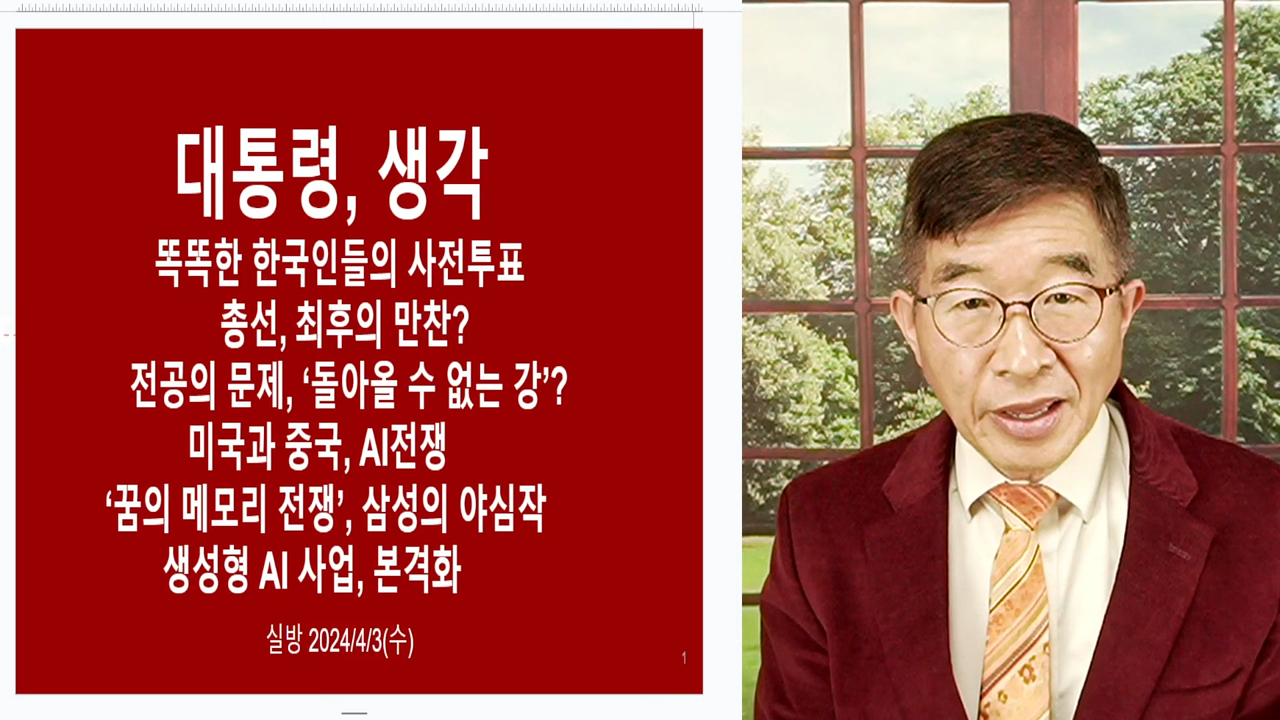 대통령, 생각
똑똑한 한국인들의 사전투표
총선, 최후의 만찬?
전공의 문제, ‘돌아올 수 없는 강’?
미국과 중국, AI전쟁
‘꿈의 메모리 전쟁’, 삼성의 야심작
생성형 AI 사업, 본격화
실방 2024/4/3(수)
1